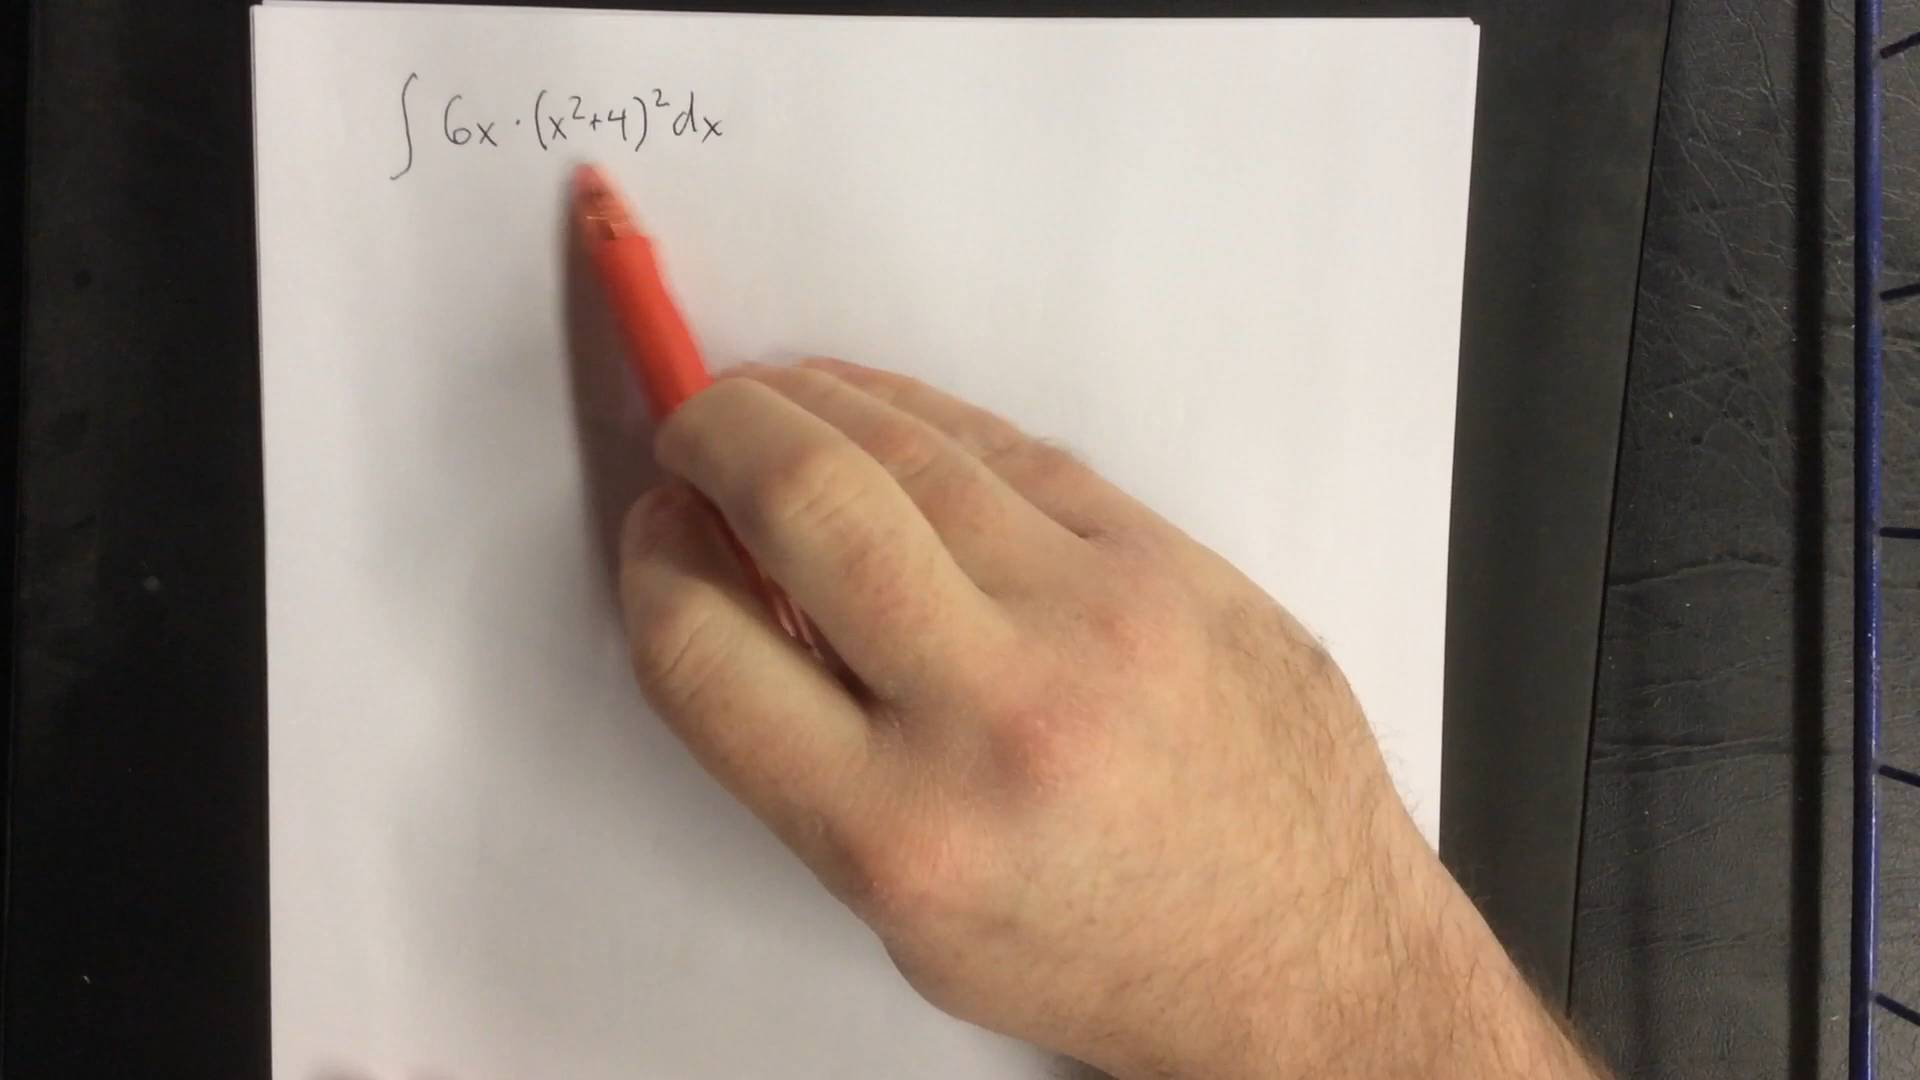 ∫ 6x · (x²+4)² dx